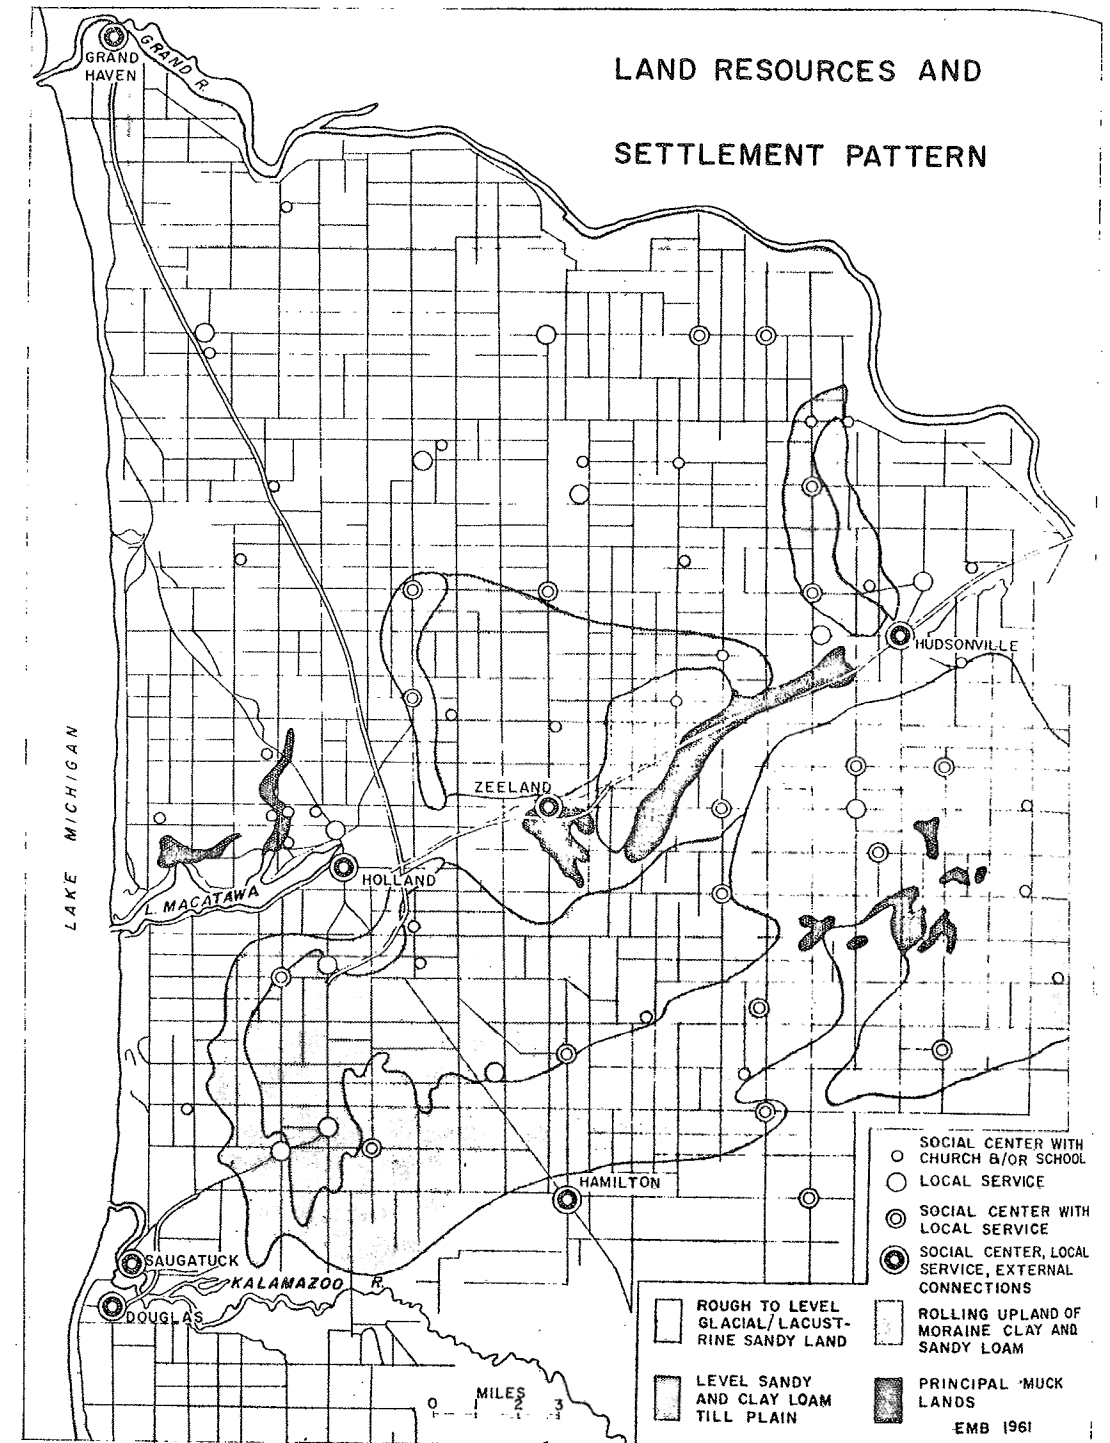 LAND RESOURCES AND
SETTLEMENT PATTERN
GRAND
HAVEN
GRAND R.
LAKE MICHIGAN
HUDSONVILLE
ZEELAND
HOLLAND
L. MACATAWA
HAMILTON
SAUGATUCK
KALAMAZOO R.
DOUGLAS
SOCIAL CENTER WITH
CHURCH &/OR SCHOOL
LOCAL SERVICE
SOCIAL CENTER WITH
LOCAL SERVICE
SOCIAL CENTER, LOCAL
SERVICE, EXTERNAL
CONNECTIONS
ROUGH TO LEVEL
GLACIAL/LACUST-
RINE SANDY LAND
ROLLING UPLAND OF
MORAINE CLAY AND
SANDY LOAM
LEVEL SANDY
AND CLAY LOAM
TILL PLAIN
PRINCIPAL MUCK
LANDS
MILES
0 1 2 3
EMB 1961